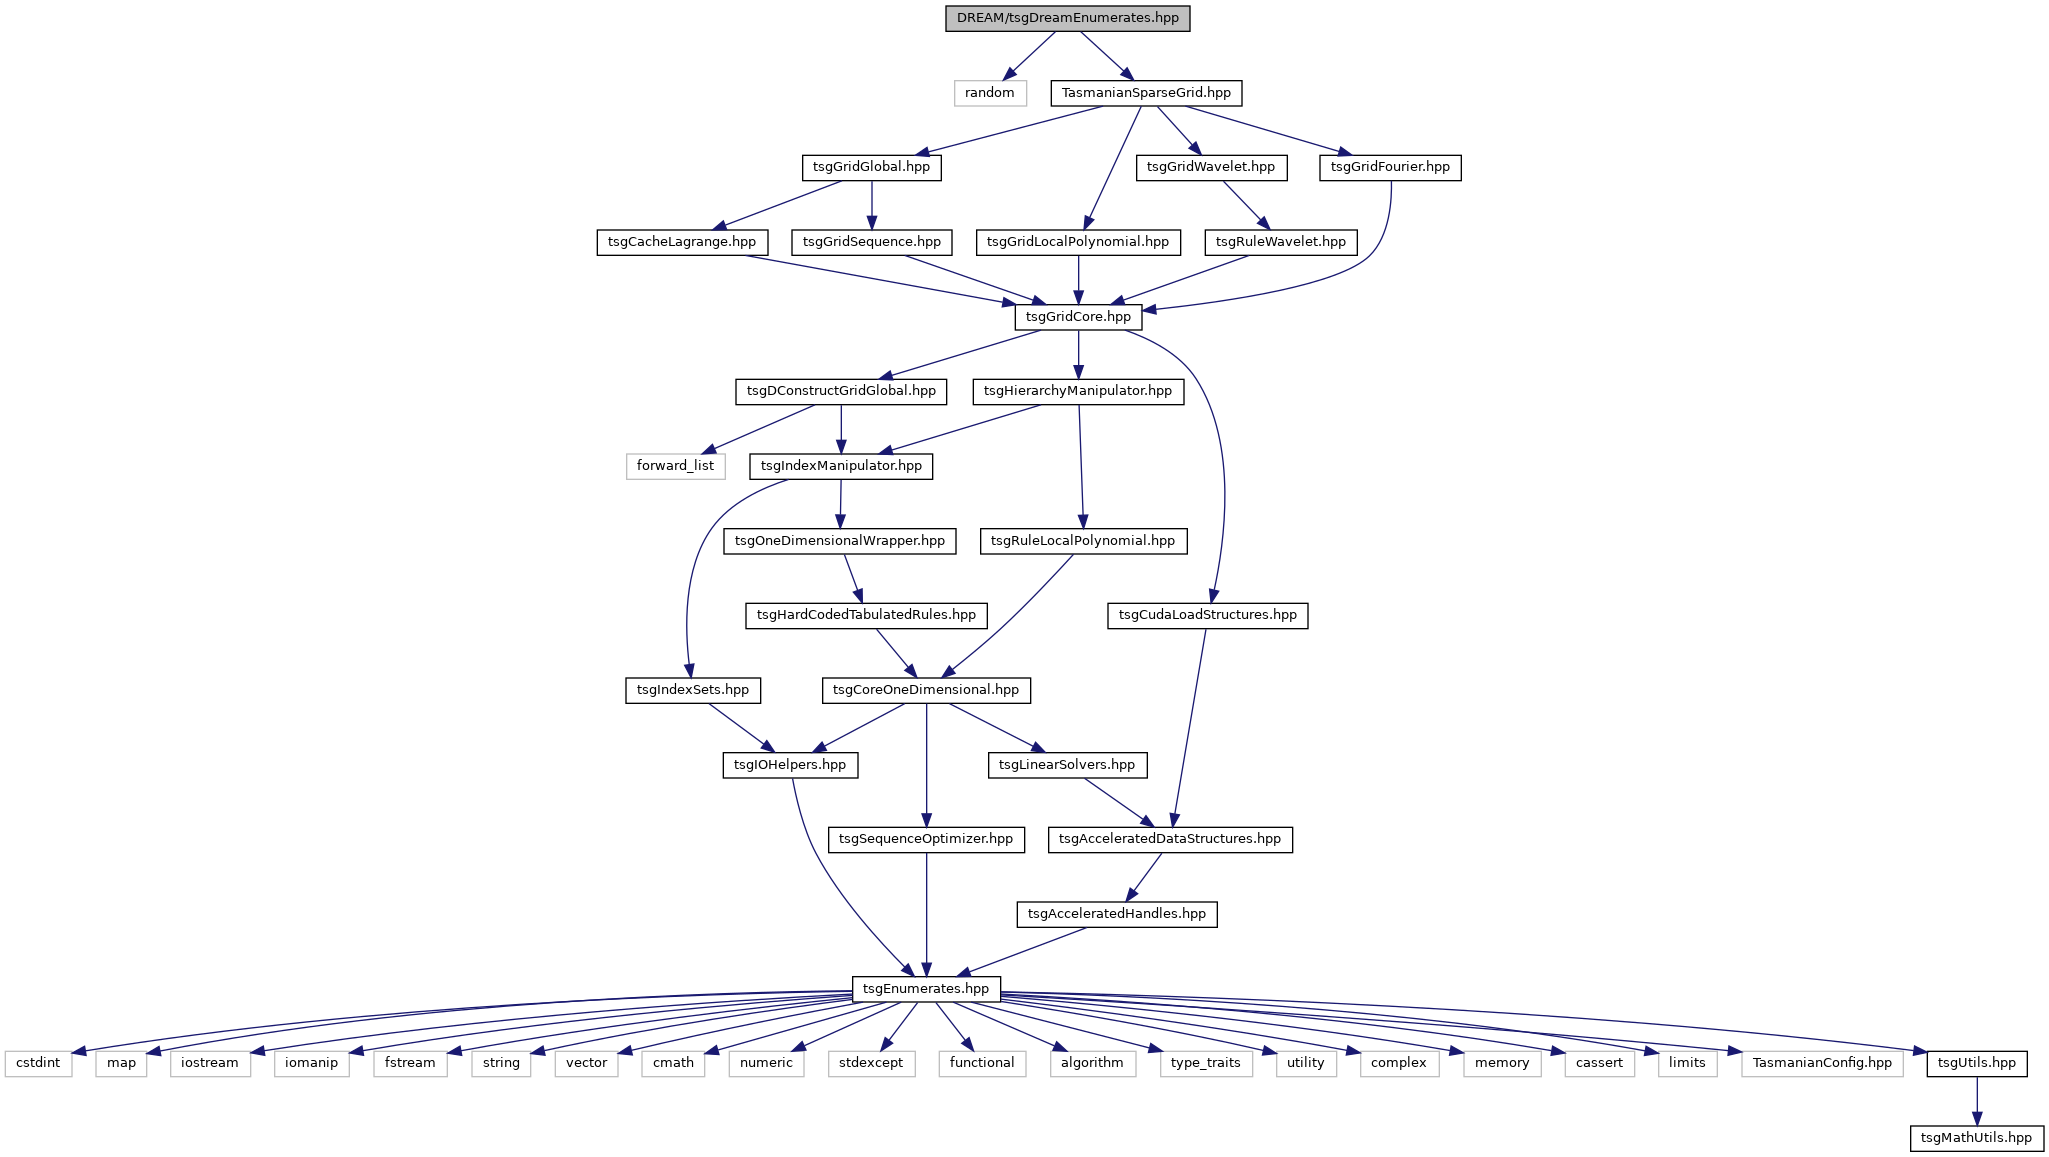 DREAM/tsgDreamEnumerates.hpp
random
TasmanianSparseGrid.hpp
tsgGridGlobal.hpp
tsgGridWavelet.hpp
tsgGridFourier.hpp
tsgCacheLagrange.hpp
tsgGridSequence.hpp
tsgGridLocalPolynomial.hpp
tsgRuleWavelet.hpp
tsgGridCore.hpp
tsgDConstructGridGlobal.hpp
tsgHierarchyManipulator.hpp
forward_list
tsgIndexManipulator.hpp
tsgOneDimensionalWrapper.hpp
tsgRuleLocalPolynomial.hpp
tsgHardCodedTabulatedRules.hpp
tsgCudaLoadStructures.hpp
tsgIndexSets.hpp
tsgCoreOneDimensional.hpp
tsgIOHelpers.hpp
tsgLinearSolvers.hpp
tsgSequenceOptimizer.hpp
tsgAcceleratedDataStructures.hpp
tsgAcceleratedHandles.hpp
tsgEnumerates.hpp
cstdint
map
iostream
iomanip
fstream
string
vector
cmath
numeric
stdexcept
functional
algorithm
type_traits
utility
complex
memory
cassert
limits
TasmanianConfig.hpp
tsgUtils.hpp
tsgMathUtils.hpp